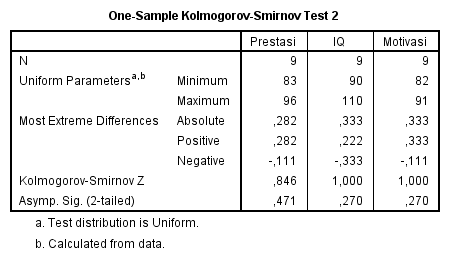 One-Sample Kolmogorov-Smirnov Test 2
Prestasi IQ Motivasi
N 9 9 9
Uniform Parametersa,b Minimum 83 90 82
Maximum 96 110 91
Most Extreme Differences Absolute ,282 ,333 ,333
Positive ,282 ,222 ,333
Negative -,111 -,333 -,111
Kolmogorov-Smirnov Z ,846 1,000 1,000
Asymp. Sig. (2-tailed) ,471 ,270 ,270
a. Test distribution is Uniform.
b. Calculated from data.